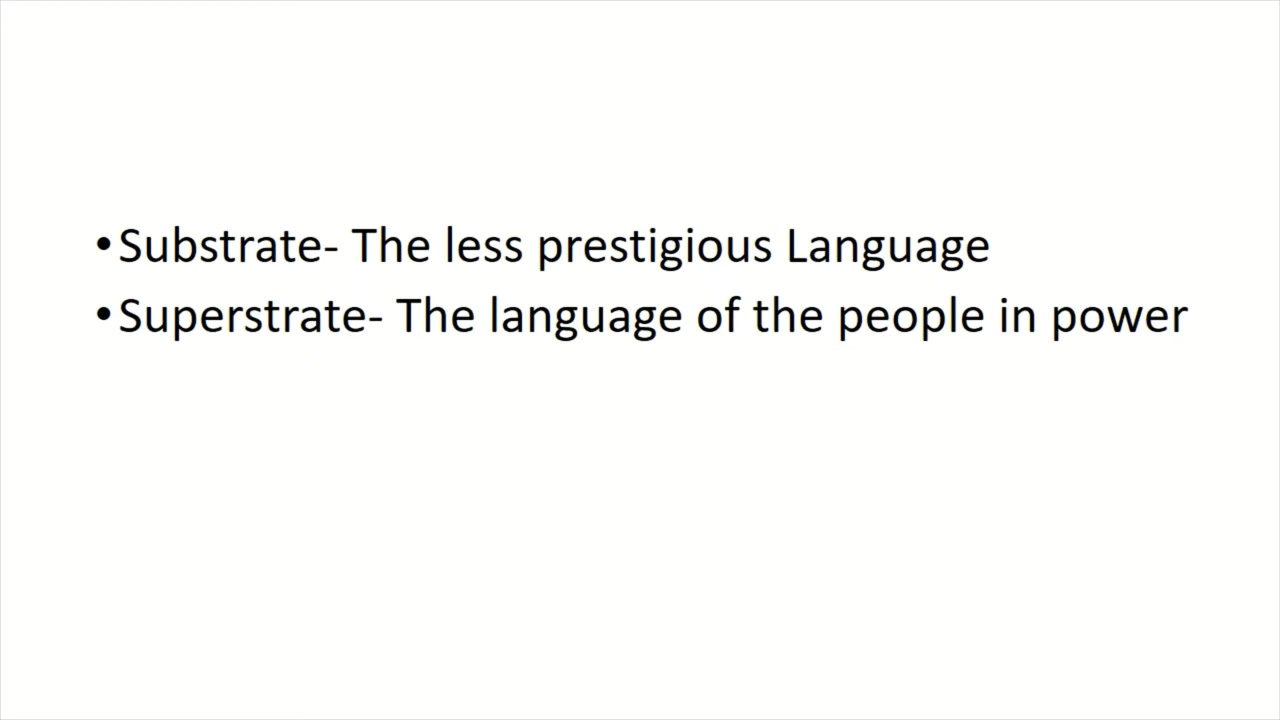 •Substrate- The less prestigious Language
•Superstrate- The language of the people in power